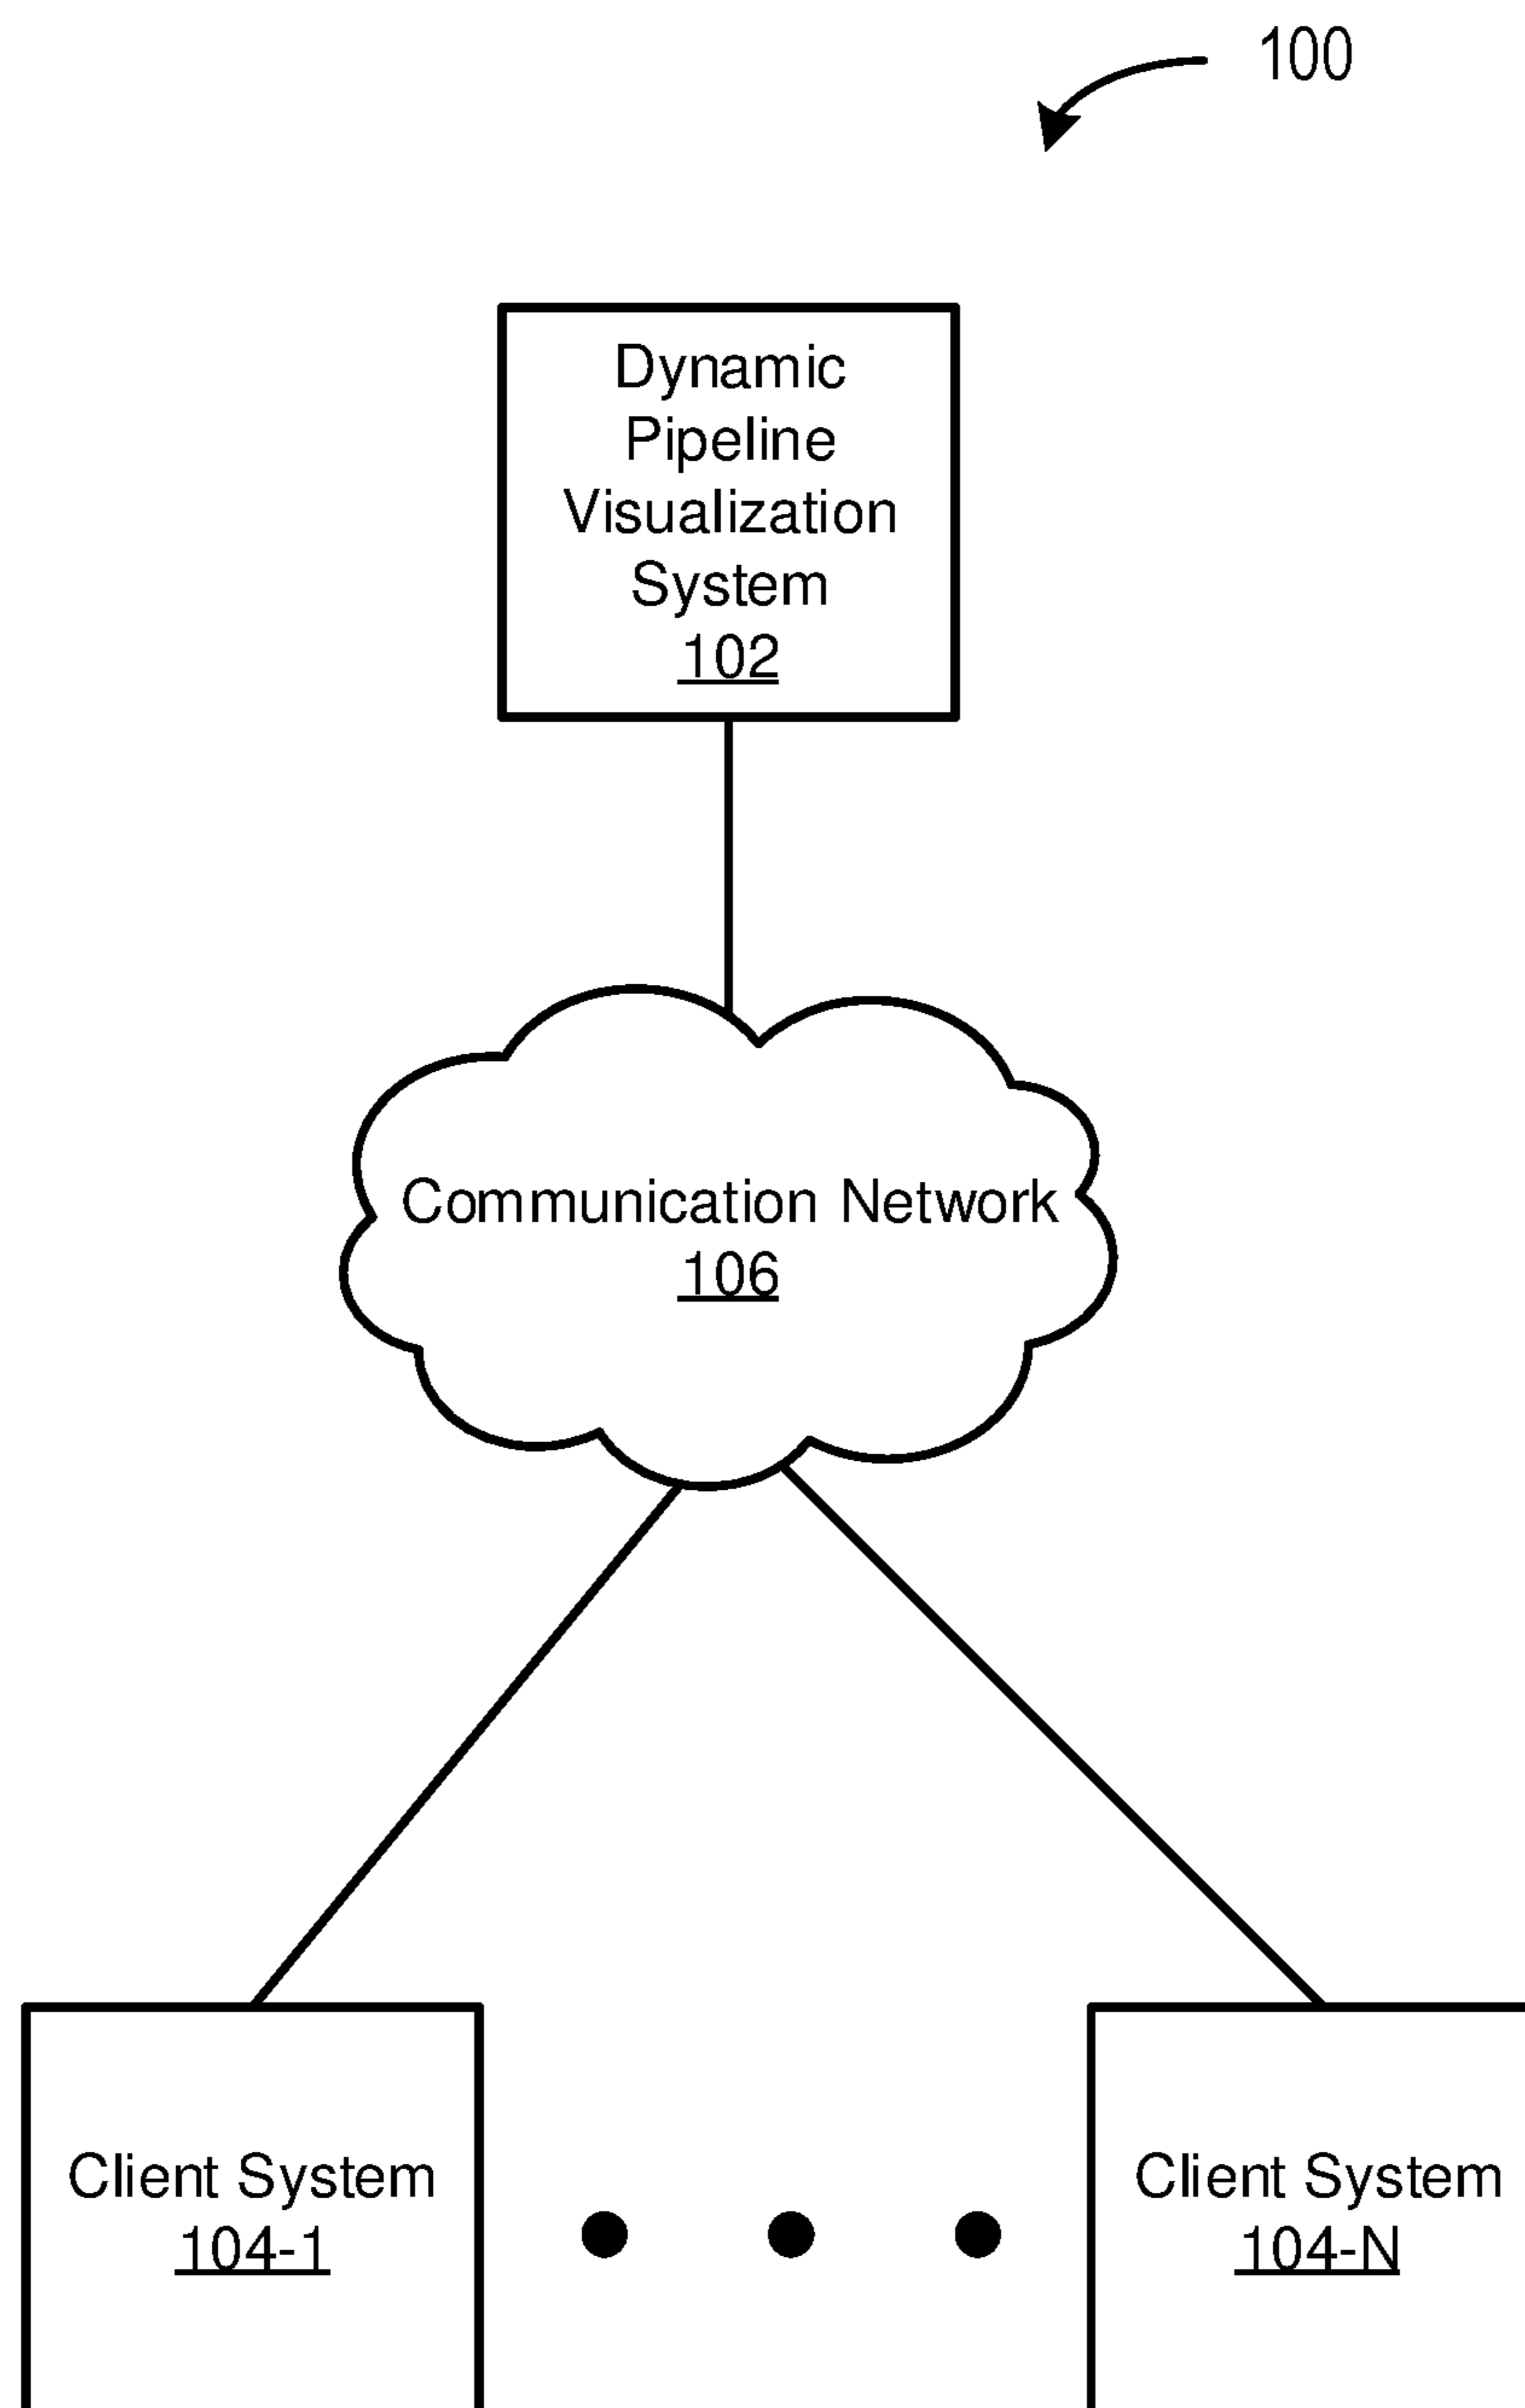 100
Dynamic
Pipeline
Visualization
System
102
Communication Network
106
Client System
104-1
Client System
104-N